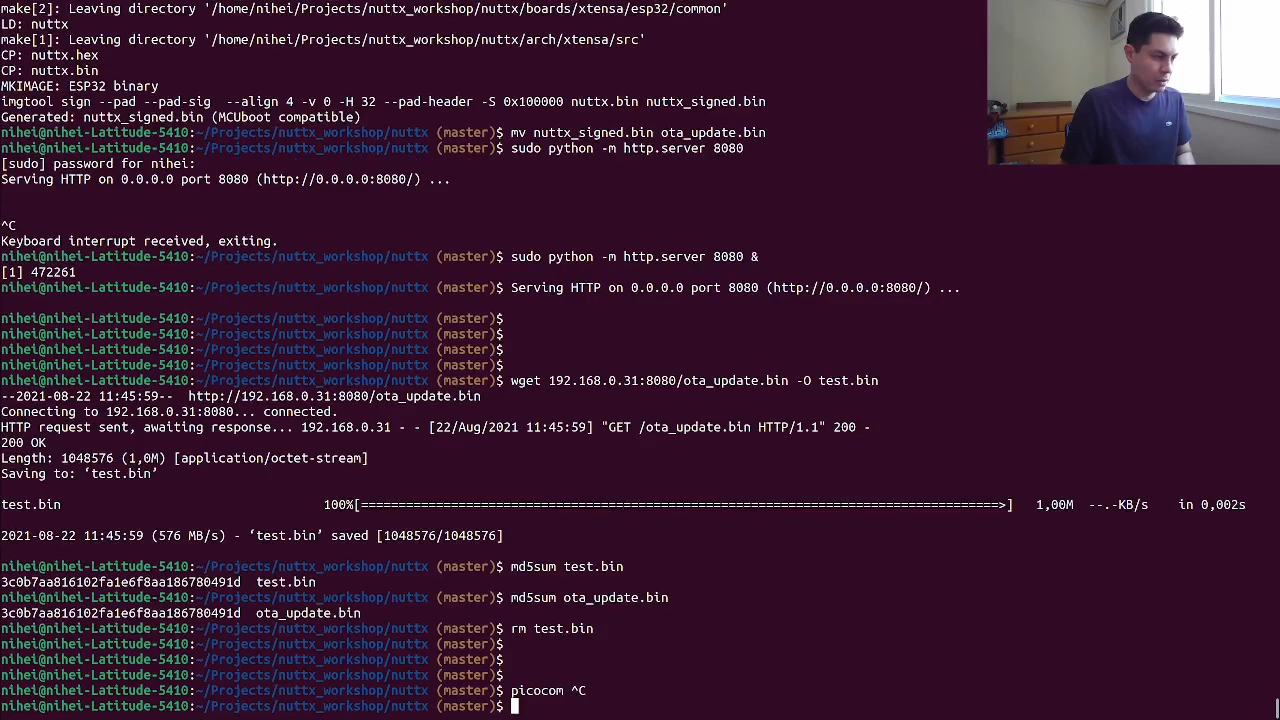 make[2]: Leaving directory '/home/nihei/Projects/nuttx_workshop/nuttx/boards/xtensa/esp32/common'
LD: nuttx
make[1]: Leaving directory '/home/nihei/Projects/nuttx_workshop/nuttx/arch/xtensa/src'
CP: nuttx.hex
CP: nuttx.bin
MKIMAGE: ESP32 binary
imgtool sign --pad --pad-sig  --align 4 -v 0 -H 32 --pad-header -S 0x100000 nuttx.bin nuttx_signed.bin
Generated: nuttx_signed.bin (MCUboot compatible)
nihei@nihei-Latitude-5410:~/Projects/nuttx_workshop/nuttx (master)$ mv nuttx_signed.bin ota_update.bin
nihei@nihei-Latitude-5410:~/Projects/nuttx_workshop/nuttx (master)$ sudo python -m http.server 8080
[sudo] password for nihei:
Serving HTTP on 0.0.0.0 port 8080 (http://0.0.0.0:8080/) ...
^C
Keyboard interrupt received, exiting.
nihei@nihei-Latitude-5410:~/Projects/nuttx_workshop/nuttx (master)$ sudo python -m http.server 8080 &
[1] 472261
nihei@nihei-Latitude-5410:~/Projects/nuttx_workshop/nuttx (master)$ Serving HTTP on 0.0.0.0 port 8080 (http://0.0.0.0:8080/) ...
nihei@nihei-Latitude-5410:~/Projects/nuttx_workshop/nuttx (master)$
nihei@nihei-Latitude-5410:~/Projects/nuttx_workshop/nuttx (master)$
nihei@nihei-Latitude-5410:~/Projects/nuttx_workshop/nuttx (master)$
nihei@nihei-Latitude-5410:~/Projects/nuttx_workshop/nuttx (master)$
nihei@nihei-Latitude-5410:~/Projects/nuttx_workshop/nuttx (master)$ wget 192.168.0.31:8080/ota_update.bin -O test.bin
--2021-08-22 11:45:59--  http://192.168.0.31:8080/ota_update.bin
Connecting to 192.168.0.31:8080... connected.
HTTP request sent, awaiting response... 192.168.0.31 - - [22/Aug/2021 11:45:59] "GET /ota_update.bin HTTP/1.1" 200 -
200 OK
Length: 1048576 (1,0M) [application/octet-stream]
Saving to: ‘test.bin’
test.bin 100%[======================================================================================>] 1,00M --.-KB/s in 0,002s
2021-08-22 11:45:59 (576 MB/s) - ‘test.bin’ saved [1048576/1048576]
nihei@nihei-Latitude-5410:~/Projects/nuttx_workshop/nuttx (master)$ md5sum test.bin
3c0b7aa816102fa1e6f8aa186780491d  test.bin
nihei@nihei-Latitude-5410:~/Projects/nuttx_workshop/nuttx (master)$ md5sum ota_update.bin
3c0b7aa816102fa1e6f8aa186780491d  ota_update.bin
nihei@nihei-Latitude-5410:~/Projects/nuttx_workshop/nuttx (master)$ rm test.bin
nihei@nihei-Latitude-5410:~/Projects/nuttx_workshop/nuttx (master)$
nihei@nihei-Latitude-5410:~/Projects/nuttx_workshop/nuttx (master)$
nihei@nihei-Latitude-5410:~/Projects/nuttx_workshop/nuttx (master)$
nihei@nihei-Latitude-5410:~/Projects/nuttx_workshop/nuttx (master)$ picocom ^C
nihei@nihei-Latitude-5410:~/Projects/nuttx_workshop/nuttx (master)$